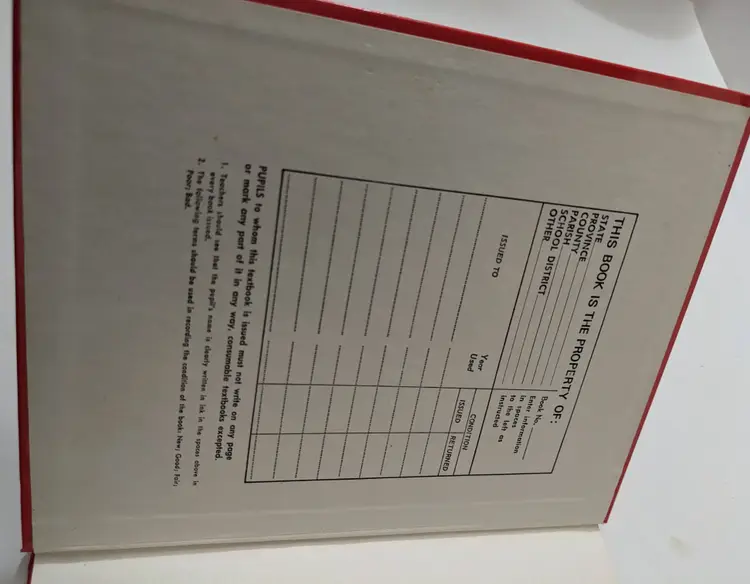 THIS BOOK IS THE PROPERTY OF:
STATE
PROVINCE
COUNTY
PARISH
SCHOOL DISTRICT
OTHER
Book No.
Enter information
in spaces
to the left as
instructed
ISSUED TO
Year
Used
CONDITION
ISSUED
RETURNED
PUPILS to whom this textbook is issued must not write on any page
or mark any part of it in any way, consumable textbooks excepted.
1. Teachers should see that the pupil's name is clearly written in ink in the spaces above in
every book issued.
2. The following terms should be used in recording the condition of the book: New; Good; Fair;
Poor; Bad.